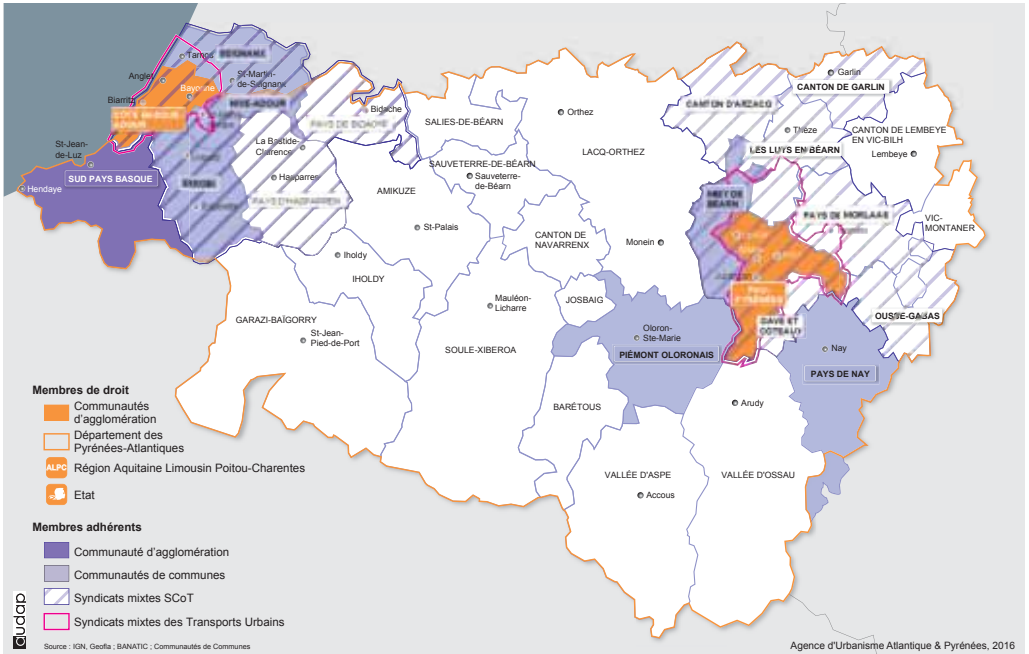 Tarnos
SEIGNANX
Anglet
St-Martin-
de-Seignanx
Bayonne
Biarritz
NIVE-ADOUR
Bidache
PAYS DE BIDACHE
St-Jean-
de-Luz
La Bastide-
Clarence
SUD PAYS BASQUE
Hendaye
Hasparren
PAYS D'HASPARREN
SALIES-DE-BÉARN
Orthez
LACQ-ORTHEZ
SAUVETERRE-DE-BÉARN
Sauveterre-
de-Béarn
AMIKUZE
St-Palais
CANTON DE
NAVARRENX
Monein
Iholdy
IHOLDY
GARAZI-BAÏGORRY
St-Jean-
Pied-de-Port
Mauléon-
Licharre
SOULE-XIBEROA
JOSBAIG
Oloron-
Ste-Marie
PIÉMONT OLORONAIS
BARÉTOUS
VALLÉE D'ASPE
Accous
Arudy
VALLÉE D'OSSAU
Garlin
CANTON DE GARLIN
CANTON D'ARZACQ
Thèze
LES LUYS EN BÉARN
CANTON DE LEMBEYE
EN VIC-BILH
Lembeye
MIEY DE
BÉARN
PAYS DE MORLAAS
VIC-
MONTANER
OUSSE-GABAS
GAVE ET
COTEAUX
Nay
PAYS DE NAY
Membres de droit
Communautés
d'agglomération
Département des
Pyrénées-Atlantiques
ALPC Région Aquitaine Limousin Poitou-Charentes
Etat
Membres adhérents
Communauté d'agglomération
Communautés de communes
Syndicats mixtes SCoT
Syndicats mixtes des Transports Urbains
audap
Source : IGN, Geofla ; BANATIC ; Communautés de Communes
Agence d'Urbanisme Atlantique & Pyrénées, 2016